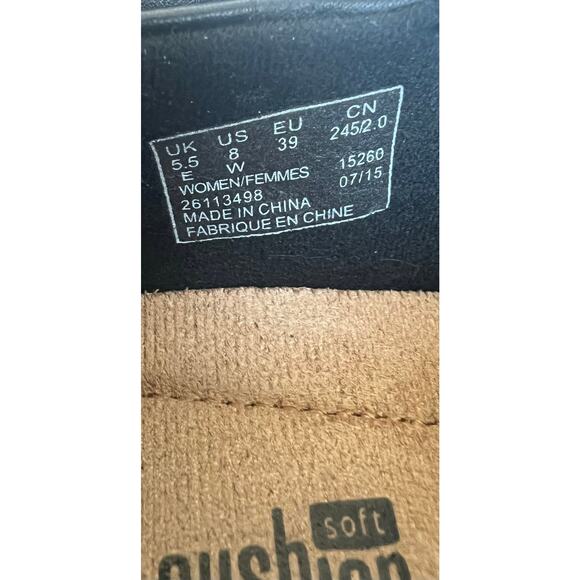 UK US EU CN
5.5 8 39 245/2.0
E W
WOMEN/FEMMES 15260
26113498 07/15
MADE IN CHINA
FABRIQUE EN CHINE
soft
cushion